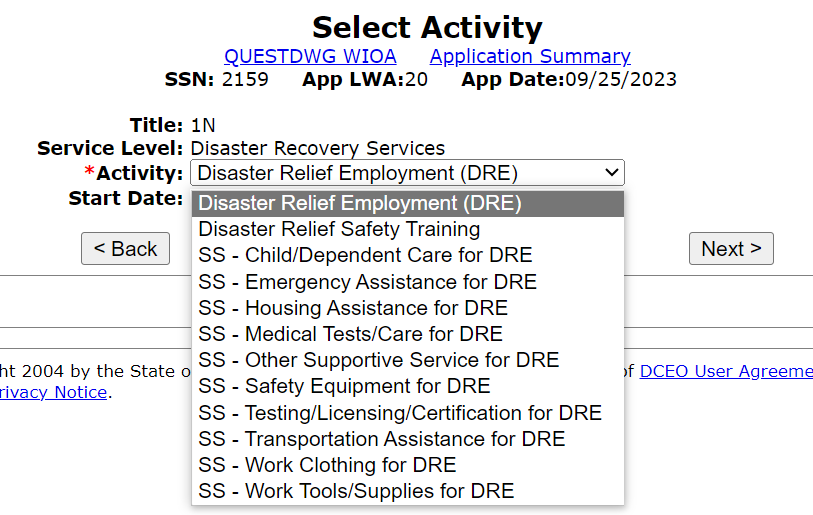 Select Activity
QUESTDWG WIOA Application Summary
SSN: 2159 App LWA:20 App Date:09/25/2023
Title: 1N
Service Level: Disaster Recovery Services
*Activity: Disaster Relief Employment (DRE)
Start Date:
Disaster Relief Employment (DRE)
Disaster Relief Safety Training
SS - Child/Dependent Care for DRE
SS - Emergency Assistance for DRE
SS - Housing Assistance for DRE
SS - Medical Tests/Care for DRE
SS - Other Supportive Service for DRE
SS - Safety Equipment for DRE
SS - Testing/Licensing/Certification for DRE
SS - Transportation Assistance for DRE
SS - Work Clothing for DRE
SS - Work Tools/Supplies for DRE
< Back Next >
ht 2004 by the State o of DCEO User Agreeme
rivacy Notice.